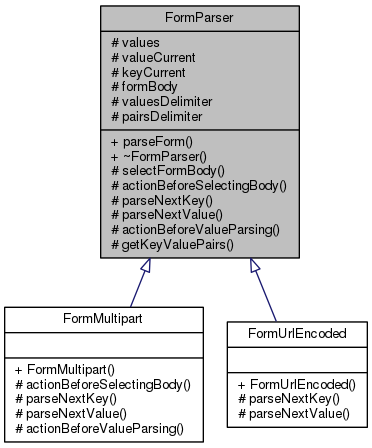 FormParser
# values
# valueCurrent
# keyCurrent
# formBody
# valuesDelimiter
# pairsDelimiter
+ parseForm()
+ ~FormParser()
# selectFormBody()
# actionBeforeSelectingBody()
# parseNextKey()
# parseNextValue()
# actionBeforeValueParsing()
# getKeyValuePairs()
FormMultipart
+ FormMultipart()
# actionBeforeSelectingBody()
# parseNextKey()
# parseNextValue()
# actionBeforeValueParsing()
FormUrlEncoded
+ FormUrlEncoded()
# parseNextKey()
# parseNextValue()